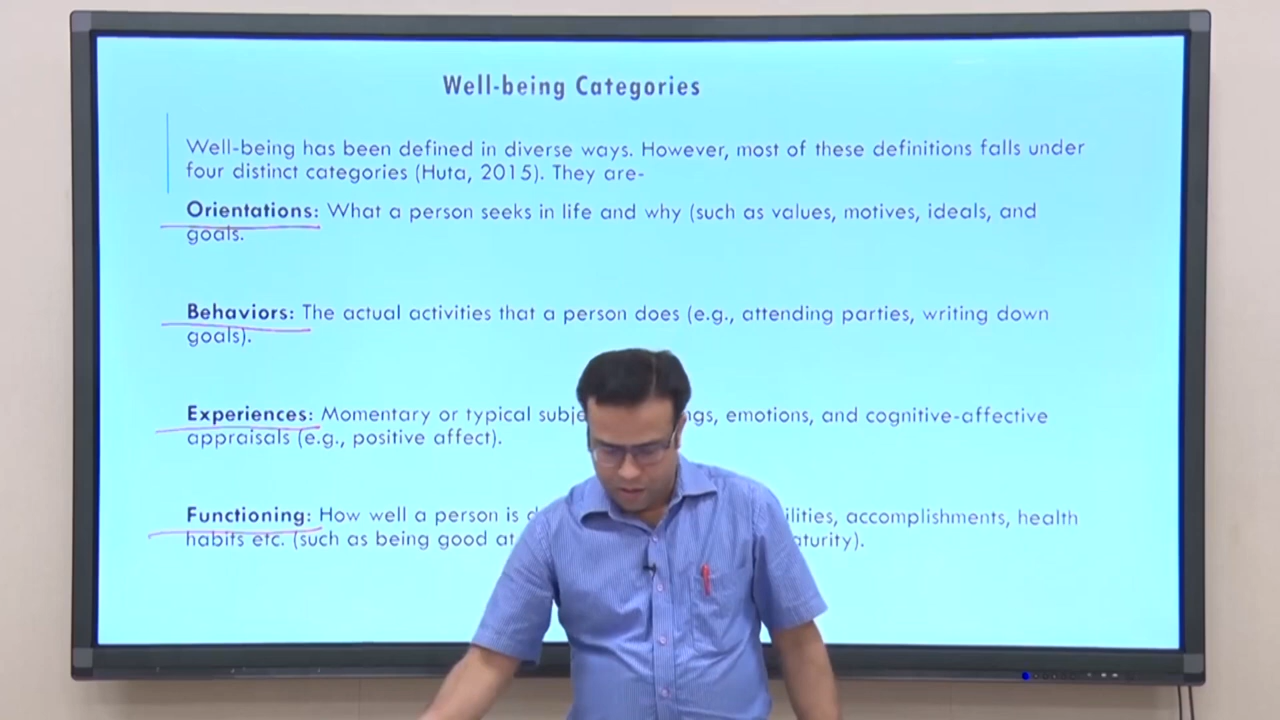 Well-being Categories
Well-being has been defined in diverse ways. However, most of these definitions falls under
four distinct categories (Huta, 2015). They are-
Orientations: What a person seeks in life and why (such as values, motives, ideals, and
goals.
Behaviors: The actual activities that a person does (e.g., attending parties, writing down
goals).
Experiences: Momentary or typical emotions, and cognitive-affective
appraisals (e.g., positive affect).
Functioning: How well a person is accomplishments, health
habits etc. (such as being good at